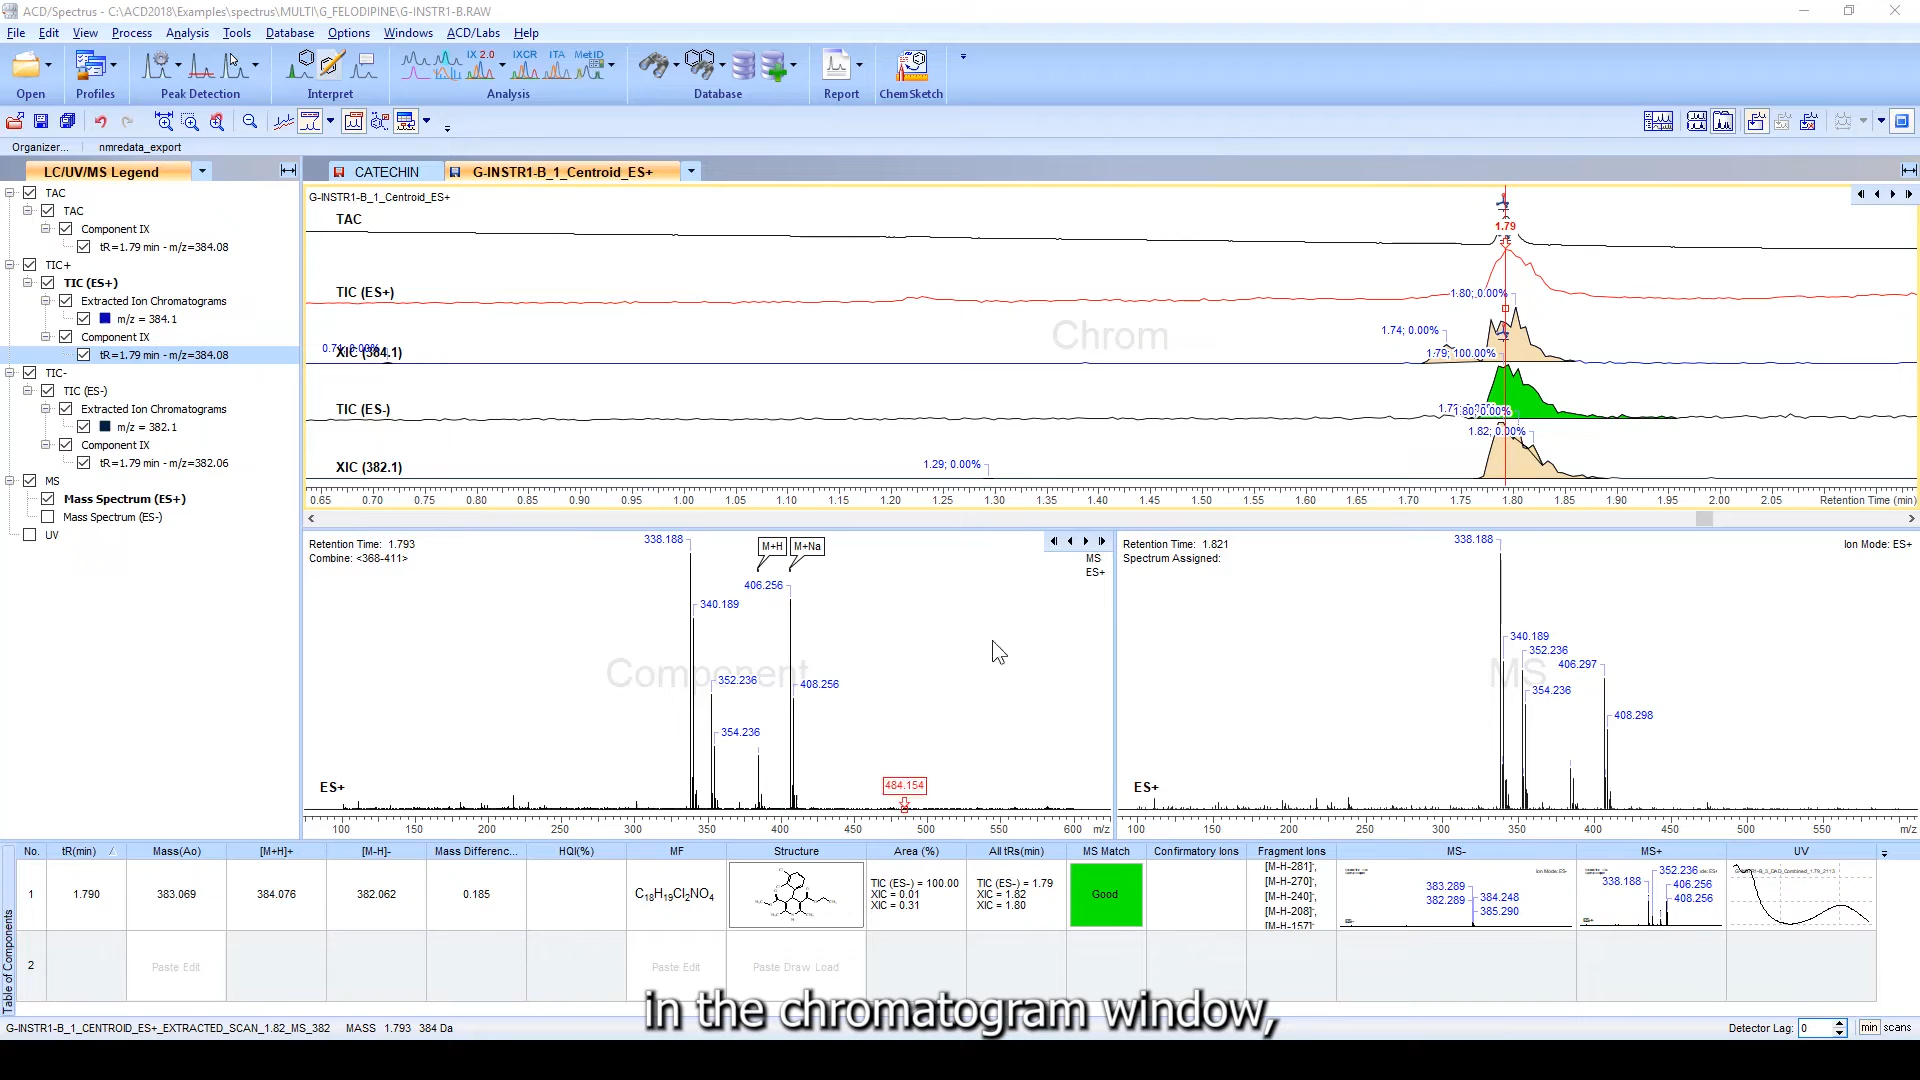 ACD/Spectrus - C:\ACD2018\Examples\spectrus\MULTI\G_FELODIPINE\G-INSTR1-B.RAW
File Edit View Process Analysis Tools Database Options Windows ACD/Labs Help
IX 2.0 IXCR ITA MetID
Open Profiles Peak Detection Interpret Analysis Database Report ChemSketch
Organizer... nmredata_export
LC/UV/MS Legend
CATECHIN
G-INSTR1-B_1_Centroid_ES+
TAC
TAC
Component IX
tR=1.79 min - m/z=384.08
TIC+
TIC (ES+)
Extracted Ion Chromatograms
m/z = 384.1
Component IX
tR=1.79 min - m/z=384.08
TIC-
TIC (ES-)
Extracted Ion Chromatograms
m/z = 382.1
Component IX
tR=1.79 min - m/z=382.06
MS
Mass Spectrum (ES+)
Mass Spectrum (ES-)
UV
G-INSTR1-B_1_Centroid_ES+
TAC
1.79
TIC (ES+)
1.80; 0.00%
Chrom
1.74; 0.00%
XIC (384.1)
1.79; 100.00%
TIC (ES-)
1.80; 0.00%
1.82; 0.00%
XIC (382.1)
1.29; 0.00%
0.65 0.70 0.75 0.80 0.85 0.90 0.95 1.00 1.05 1.10 1.15 1.20 1.25 1.30 1.35 1.40 1.45 1.50 1.55 1.60 1.65 1.70 1.75 1.80 1.85 1.90 1.95 2.00 2.05 Retention Time (min)
Retention Time: 1.793
Combine: <368-411>
338.188
M+H M+Na
MS
ES+
406.256
340.189
Component
352.236
408.256
354.236
484.154
ES+
100 150 200 250 300 350 400 450 500 550 600 m/z
Retention Time: 1.821
Spectrum Assigned:
338.188
Ion Mode: ES+
340.189
352.236
406.297
MS
354.236
408.298
ES+
100 150 200 250 300 350 400 450 500 550 m/z
Table of Components
No. tR(min) Mass(Ao) [M+H]+ [M-H]- Mass Differenc... HQI(%) MF Structure Area (%) All tRs(min) MS Match Confirmatory Ions Fragment Ions MS- MS+ UV
1 1.790 383.069 384.076 382.062 0.185 C18H19Cl2NO4
TIC (ES-) = 100.00
XIC = 0.01
XIC = 0.31
TIC (ES-) = 1.79
XIC = 1.82
XIC = 1.80
Good
[M-H-281]-,
[M-H-270]-,
[M-H-240]-,
[M-H-208]-,
[M-H-157]-,
383.289
382.289
384.248
385.290
338.188
352.236
406.256
408.256
2 Paste Edit Paste Edit Paste Draw Load
in the chromatogram window,
G-INSTR1-B_1_CENTROID_ES+_EXTRACTED_SCAN_1.82_MS_382 MASS 1.793 384 Da
Detector Lag: 0 min scans